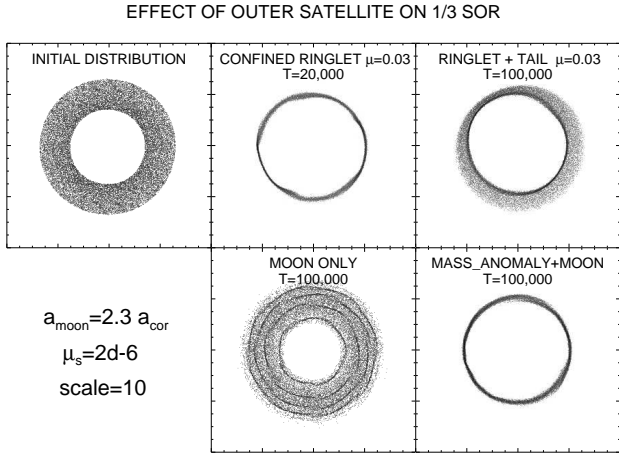 EFFECT OF OUTER SATELLITE ON 1/3 SOR
INITIAL DISTRIBUTION
CONFINED RINGLET μ=0.03
T=20,000
RINGLET + TAIL μ=0.03
T=100,000
MOON ONLY
T=100,000
MASS_ANOMALY+MOON
T=100,000
a_moon=2.3 a_cor
μ_s=2d-6
scale=10